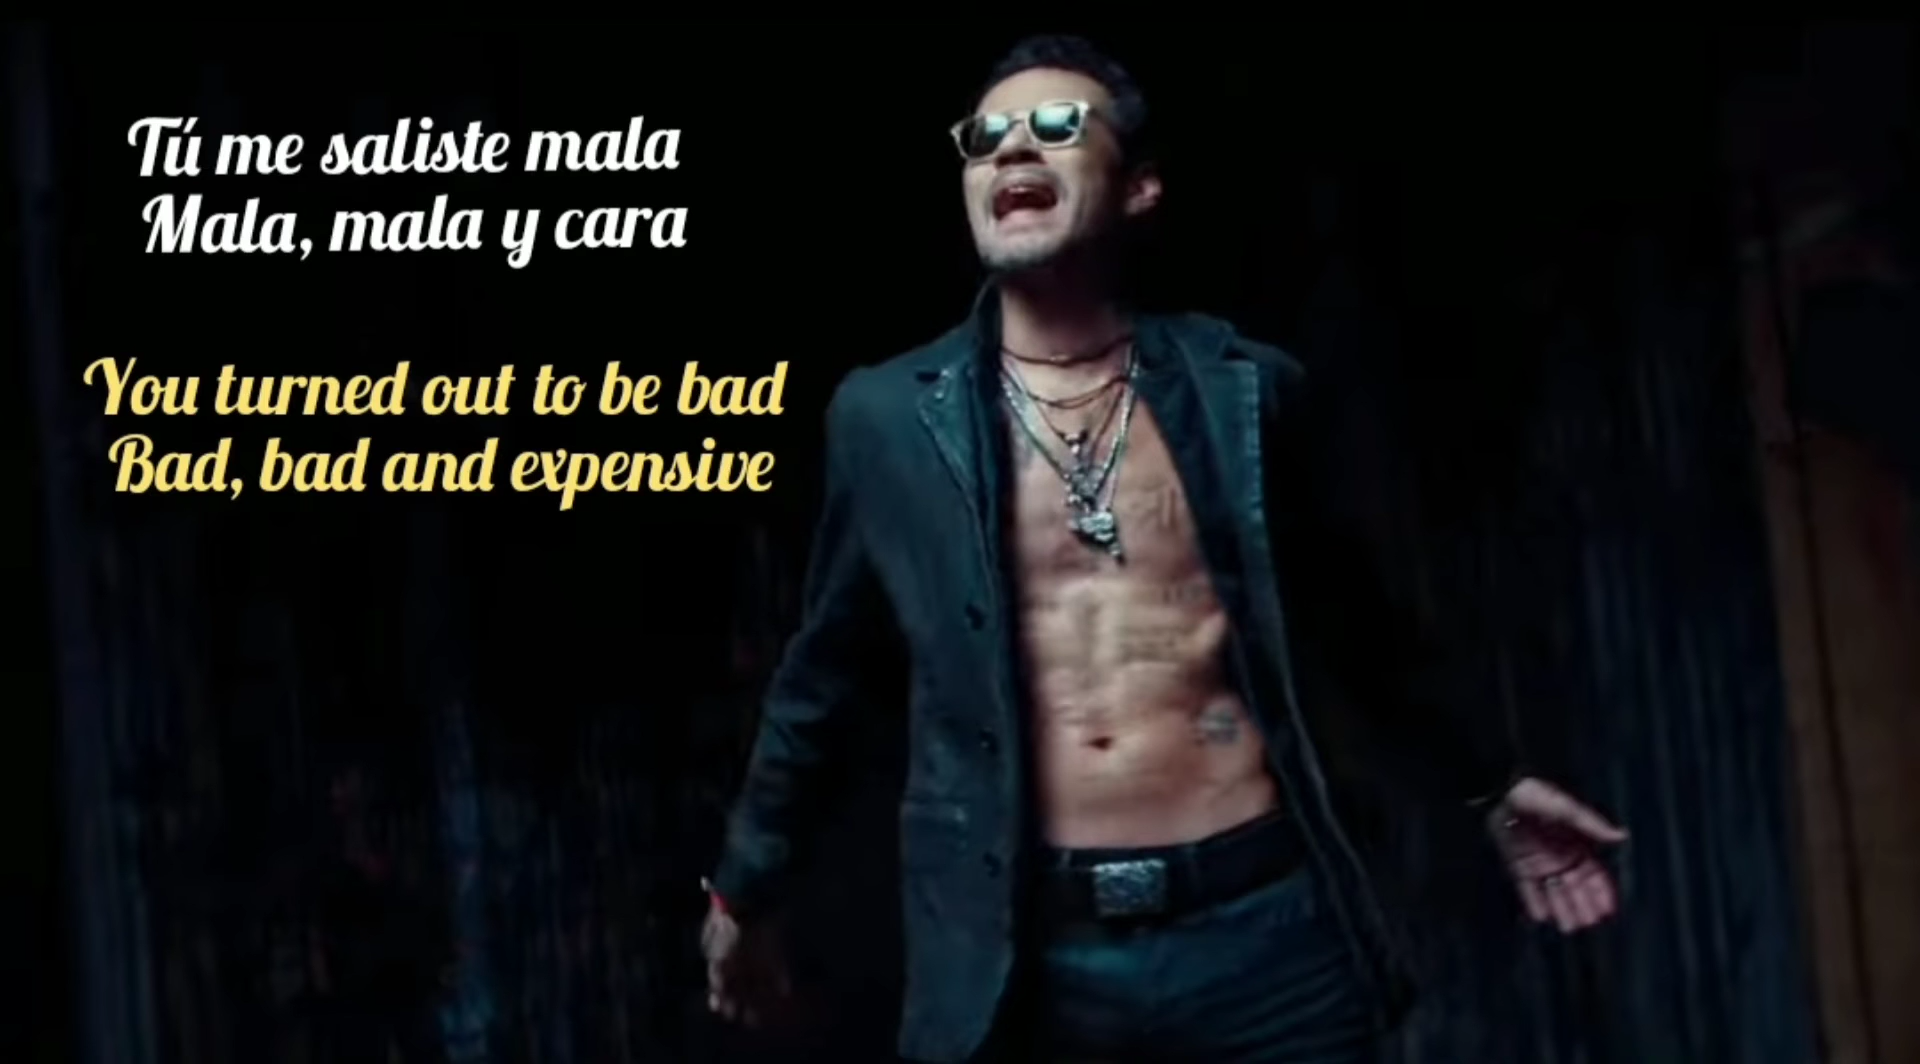 Tú me saliste mala
Mala, mala y cara
You turned out to be bad
Bad, bad and expensive